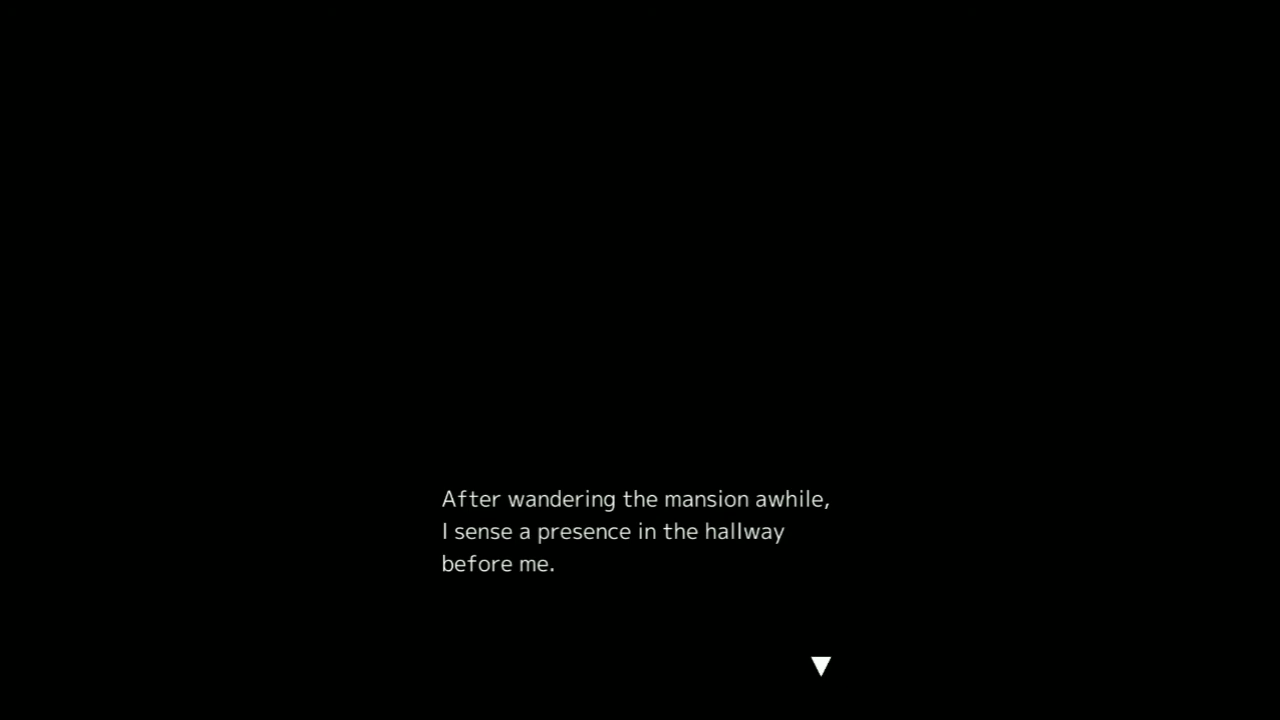 After wandering the mansion awhile,
I sense a presence in the hallway
before me.